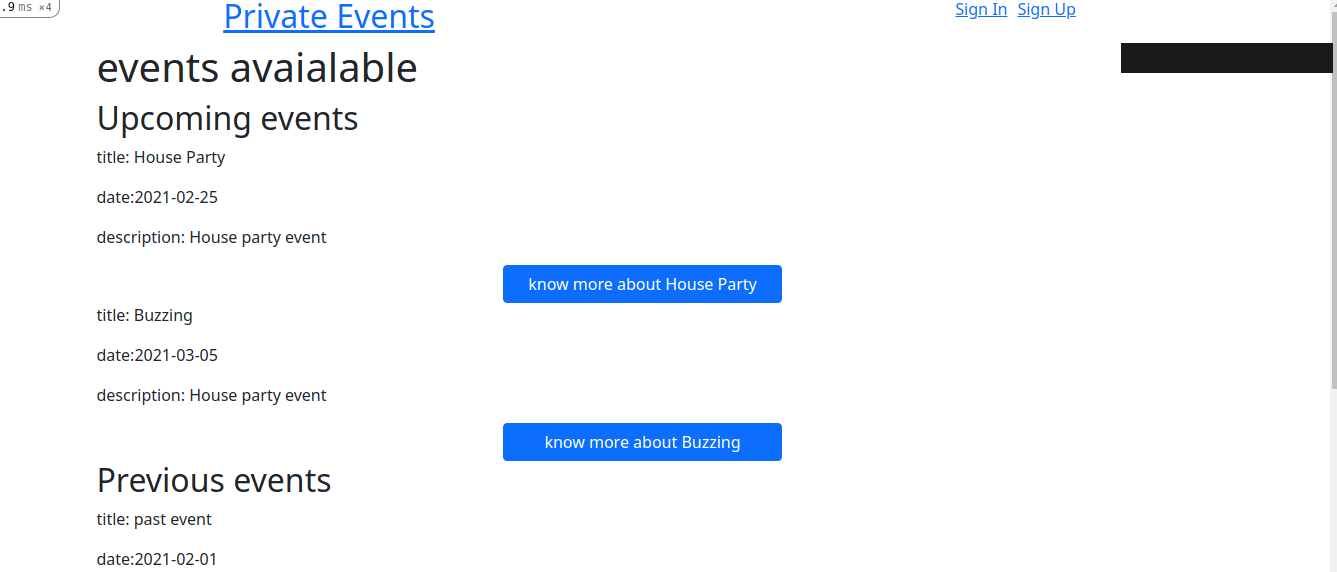 .9 ms ×4
Private Events
Sign In Sign Up
events avaialable
Upcoming events
title: House Party
date:2021-02-25
description: House party event
know more about House Party
title: Buzzing
date:2021-03-05
description: House party event
know more about Buzzing
Previous events
title: past event
date:2021-02-01